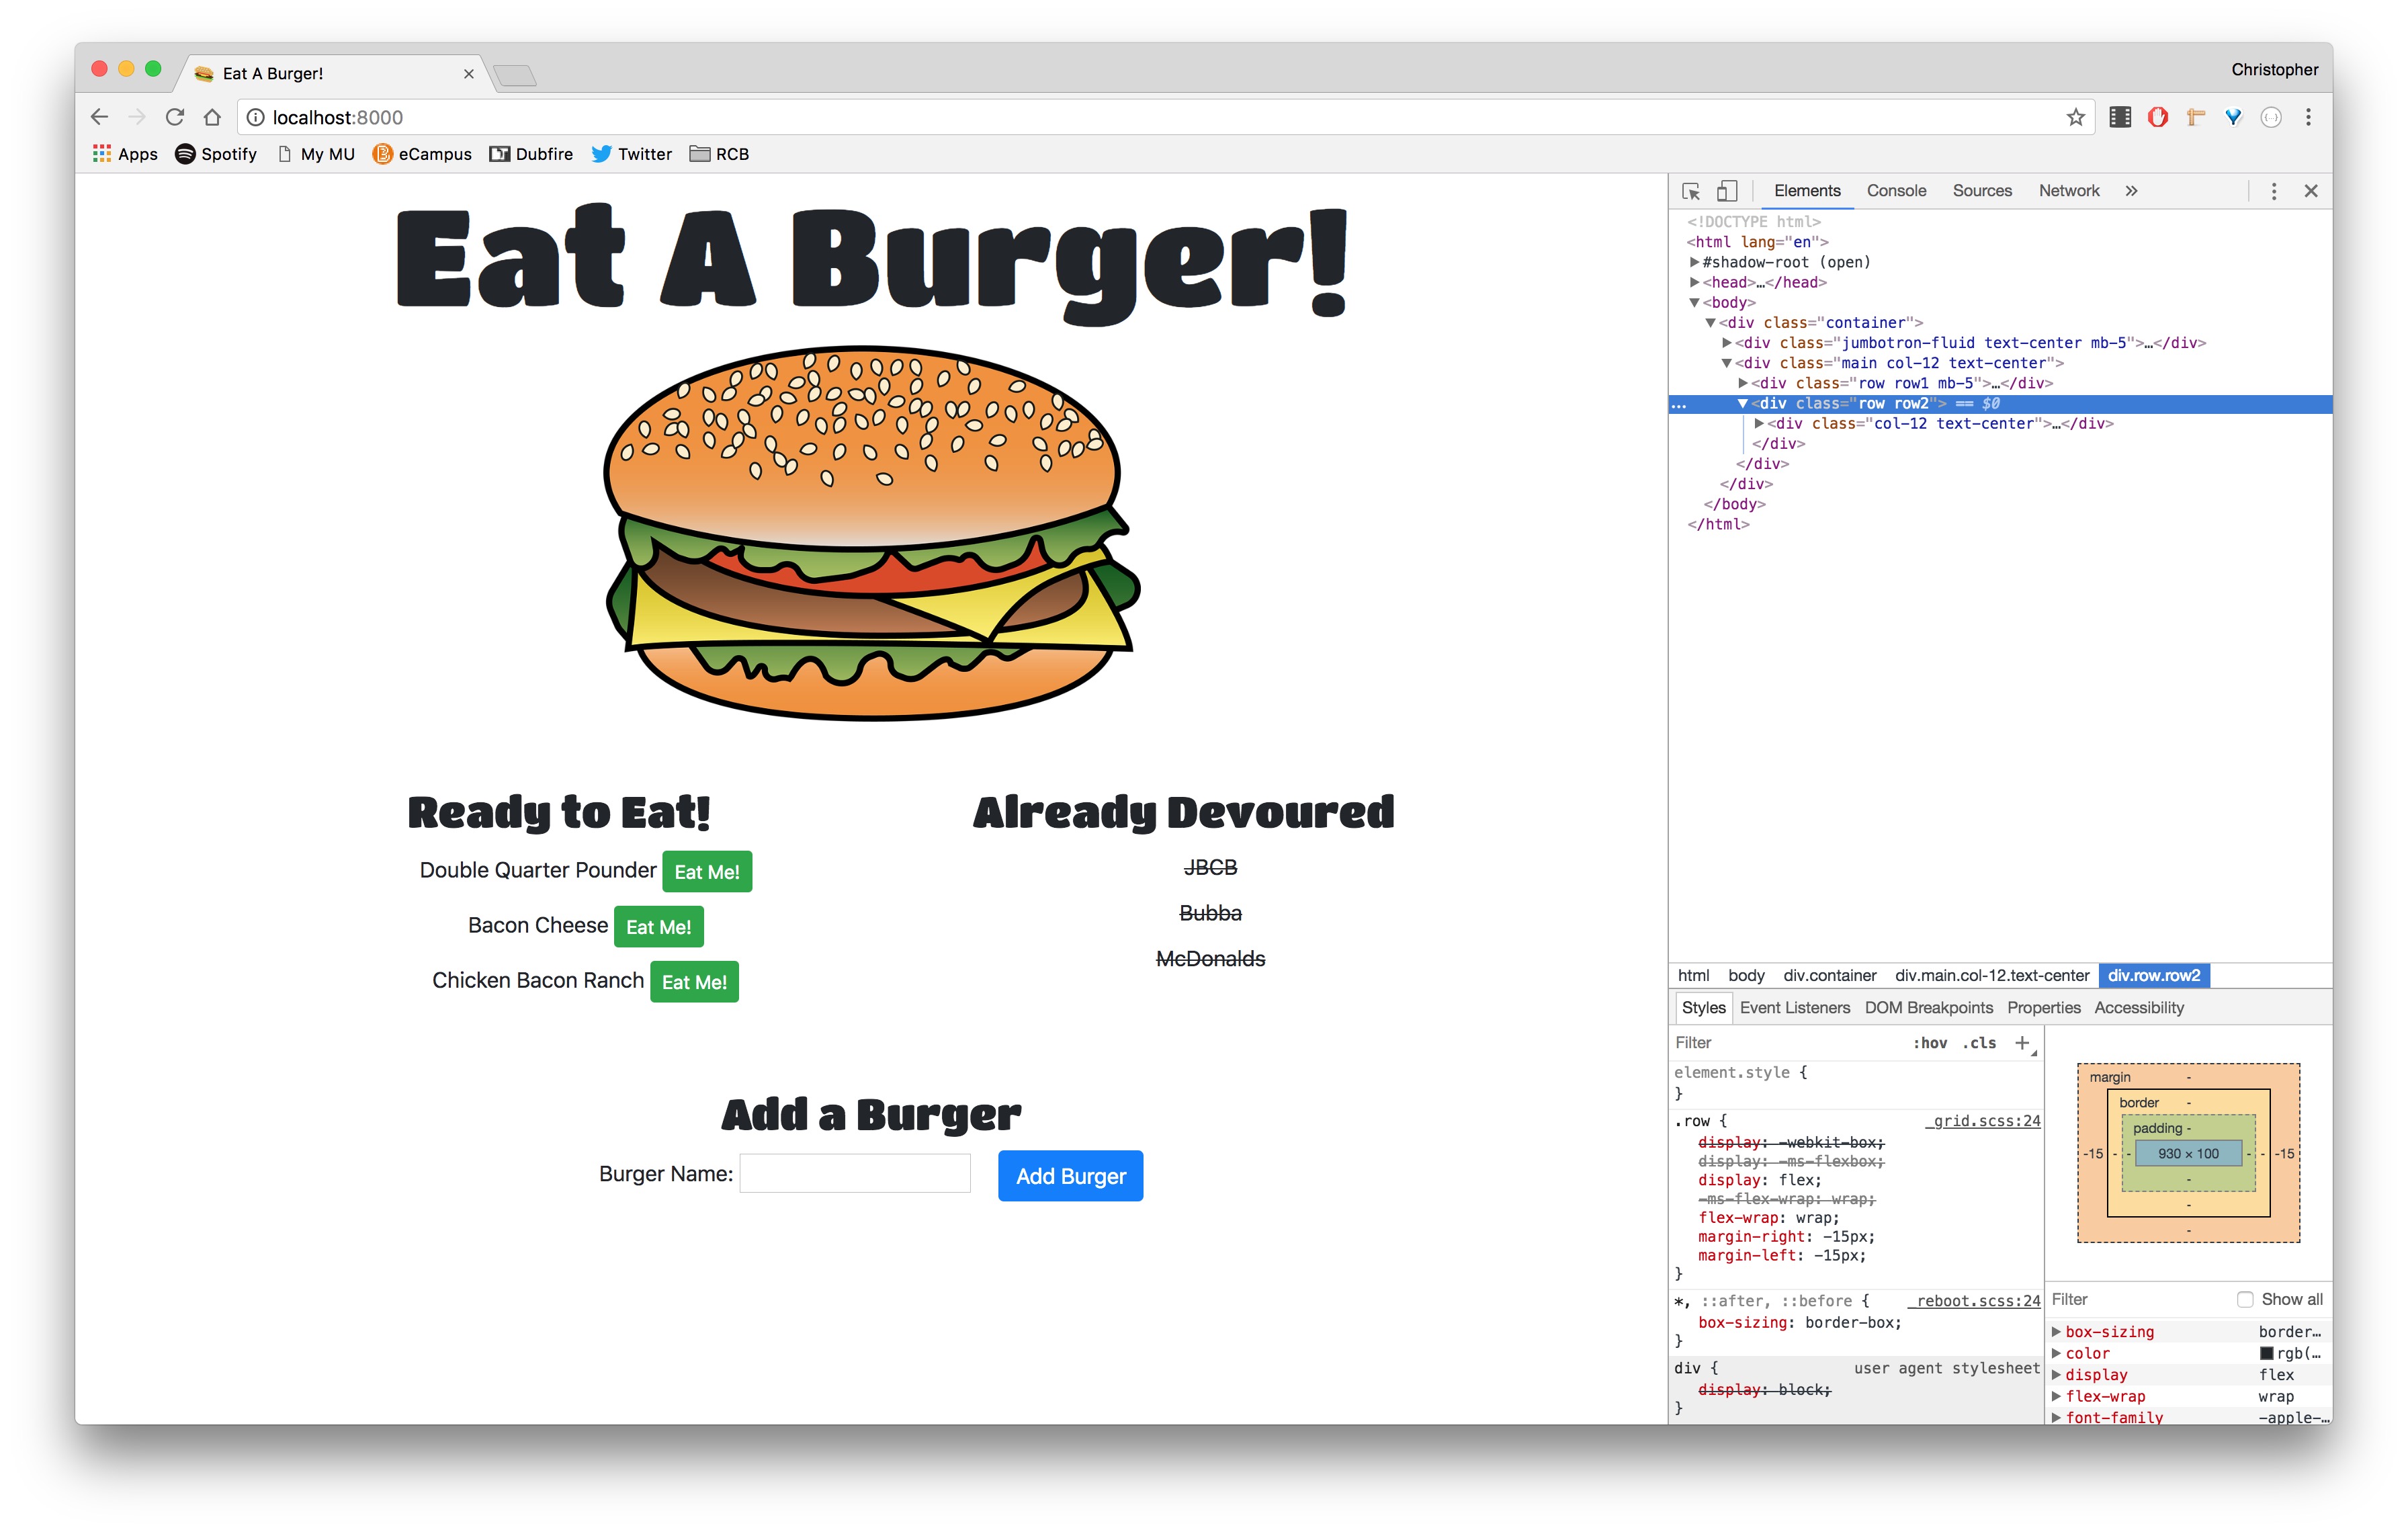 Eat A Burger!
Christopher
localhost:8000
Apps Spotify My MU eCampus Dubfire Twitter RCB
Eat A Burger!
Ready to Eat!
Double Quarter Pounder Eat Me!
Bacon Cheese Eat Me!
Chicken Bacon Ranch Eat Me!
Already Devoured
JBCB
Bubba
McDonalds
Add a Burger
Burger Name: Add Burger
Elements Console Sources Network »
<!DOCTYPE html>
<html lang="en">
▶#shadow-root (open)
▶<head>…</head>
▼<body>
▼<div class="container">
▶<div class="jumbotron-fluid text-center mb-5">…</div>
▼<div class="main col-12 text-center">
▶<div class="row row1 mb-5">…</div>
... ▼<div class="row row2"> == $0
▶<div class="col-12 text-center">…</div>
</div>
</div>
</div>
</body>
</html>
html body div.container div.main.col-12.text-center div.row.row2
Styles Event Listeners DOM Breakpoints Properties Accessibility
Filter :hov .cls +
element.style {
}
.row { _grid.scss:24
display: -webkit-box;
display: -ms-flexbox;
display: flex;
-ms-flex-wrap: wrap;
flex-wrap: wrap;
margin-right: -15px;
margin-left: -15px;
}
*, ::after, ::before { _reboot.scss:24
box-sizing: border-box;
}
div { user agent stylesheet
display: block;
}
margin -
border -
padding -
-15 - - 930 × 100 - - -15
-
-
-
Filter Show all
▶ box-sizing border…
▶ color rgb(…
▶ display flex
▶ flex-wrap wrap
▶ font-family -apple-…